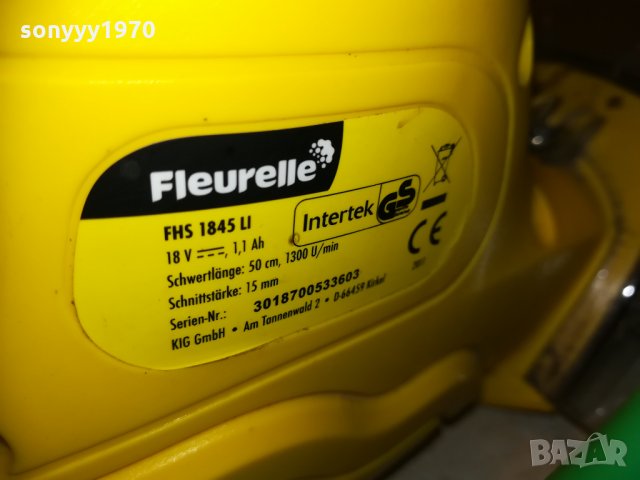 sonyyy1970
Fleurelle
FHS 1845 LI
18 V, 1,1 Ah
Schwertlänge: 50 cm, 1300 U/min
Schnittstärke: 15 mm
Serien-Nr.: 3018700533603
KIG GmbH • Am Tannenwald 2 • D-66459 Kirkel
Intertek GS
CE
BAZAR